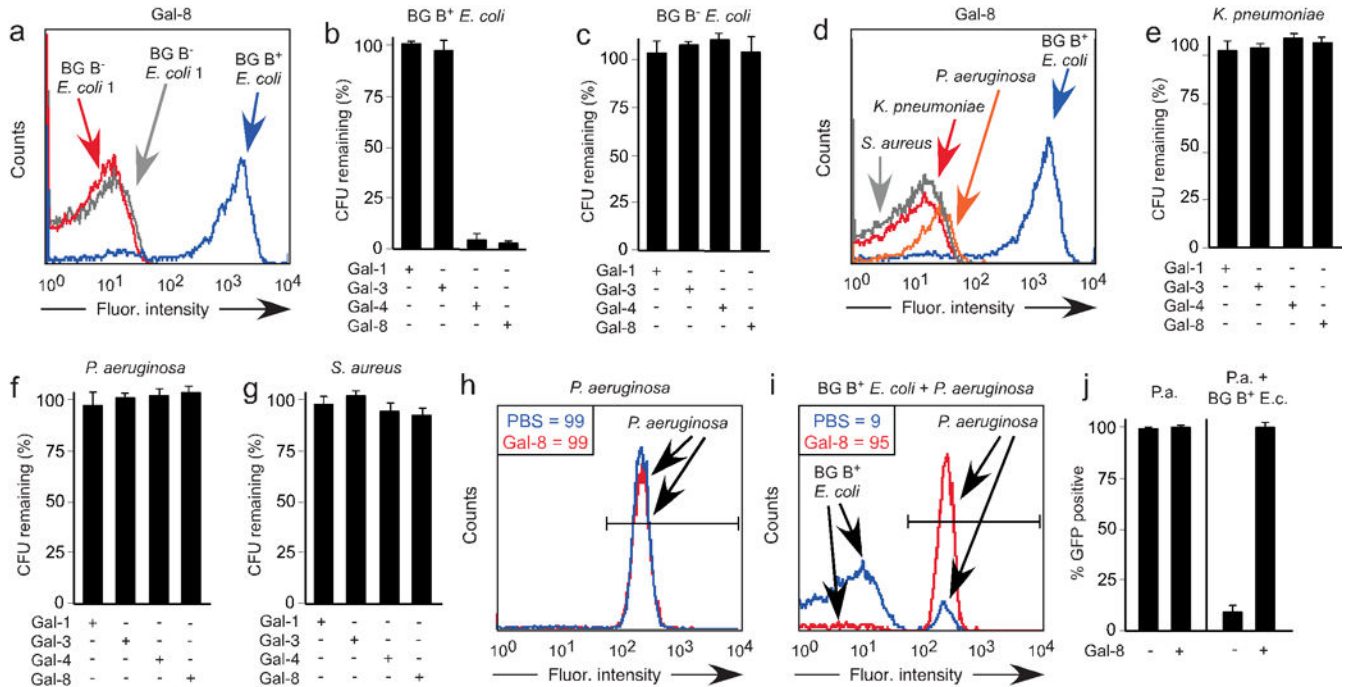 a
Gal-8
BG B-
E. coli 1
BG B-
E. coli 1
BG B+
E. coli
Counts
10^0 10^1 10^2 10^3 10^4
Fluor. intensity
b
BG B+ E. coli
CFU remaining (%)
100
75
50
25
0
Gal-1 + - - -
Gal-3 - + - -
Gal-4 - - + -
Gal-8 - - - +
c
BG B- E. coli
CFU remaining (%)
100
75
50
25
0
Gal-1 + - - -
Gal-3 - + - -
Gal-4 - - + -
Gal-8 - - - +
d
Gal-8
BG B+
E. coli
P. aeruginosa
K. pneumoniae
S. aureus
Counts
10^0 10^1 10^2 10^3 10^4
Fluor. intensity
e
K. pneumoniae
CFU remaining (%)
100
75
50
25
0
Gal-1 + - - -
Gal-3 - + - -
Gal-4 - - + -
Gal-8 - - - +
f
P. aeruginosa
CFU remaining (%)
100
75
50
25
0
Gal-1 + - - -
Gal-3 - + - -
Gal-4 - - + -
Gal-8 - - - +
g
S. aureus
CFU remaining (%)
100
75
50
25
0
Gal-1 + - - -
Gal-3 - + - -
Gal-4 - - + -
Gal-8 - - - +
h
P. aeruginosa
PBS = 99
Gal-8 = 99
P. aeruginosa
Counts
10^0 10^1 10^2 10^3 10^4
Fluor. intensity
i
BG B+ E. coli + P. aeruginosa
PBS = 9
Gal-8 = 95
P. aeruginosa
BG B+
E. coli
Counts
10^0 10^1 10^2 10^3 10^4
Fluor. intensity
j
P.a.
P.a. +
BG B+ E.c.
% GFP positive
100
75
50
25
0
Gal-8 - + - +